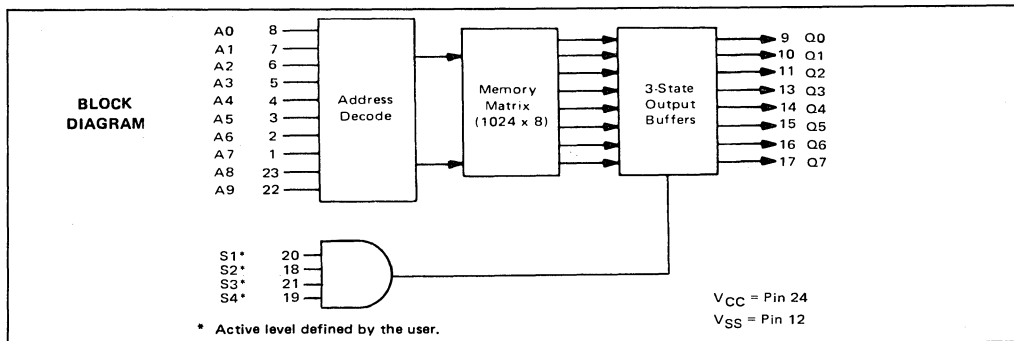 BLOCK
DIAGRAM
A0 8
A1 7
A2 6
A3 5
A4 4
A5 3
A6 2
A7 1
A8 23
A9 22
Address
Decode
Memory
Matrix
(1024 x 8)
3-State
Output
Buffers
9 Q0
10 Q1
11 Q2
13 Q3
14 Q4
15 Q5
16 Q6
17 Q7
S1* 20
S2* 18
S3* 21
S4* 19
* Active level defined by the user.
VCC = Pin 24
VSS = Pin 12